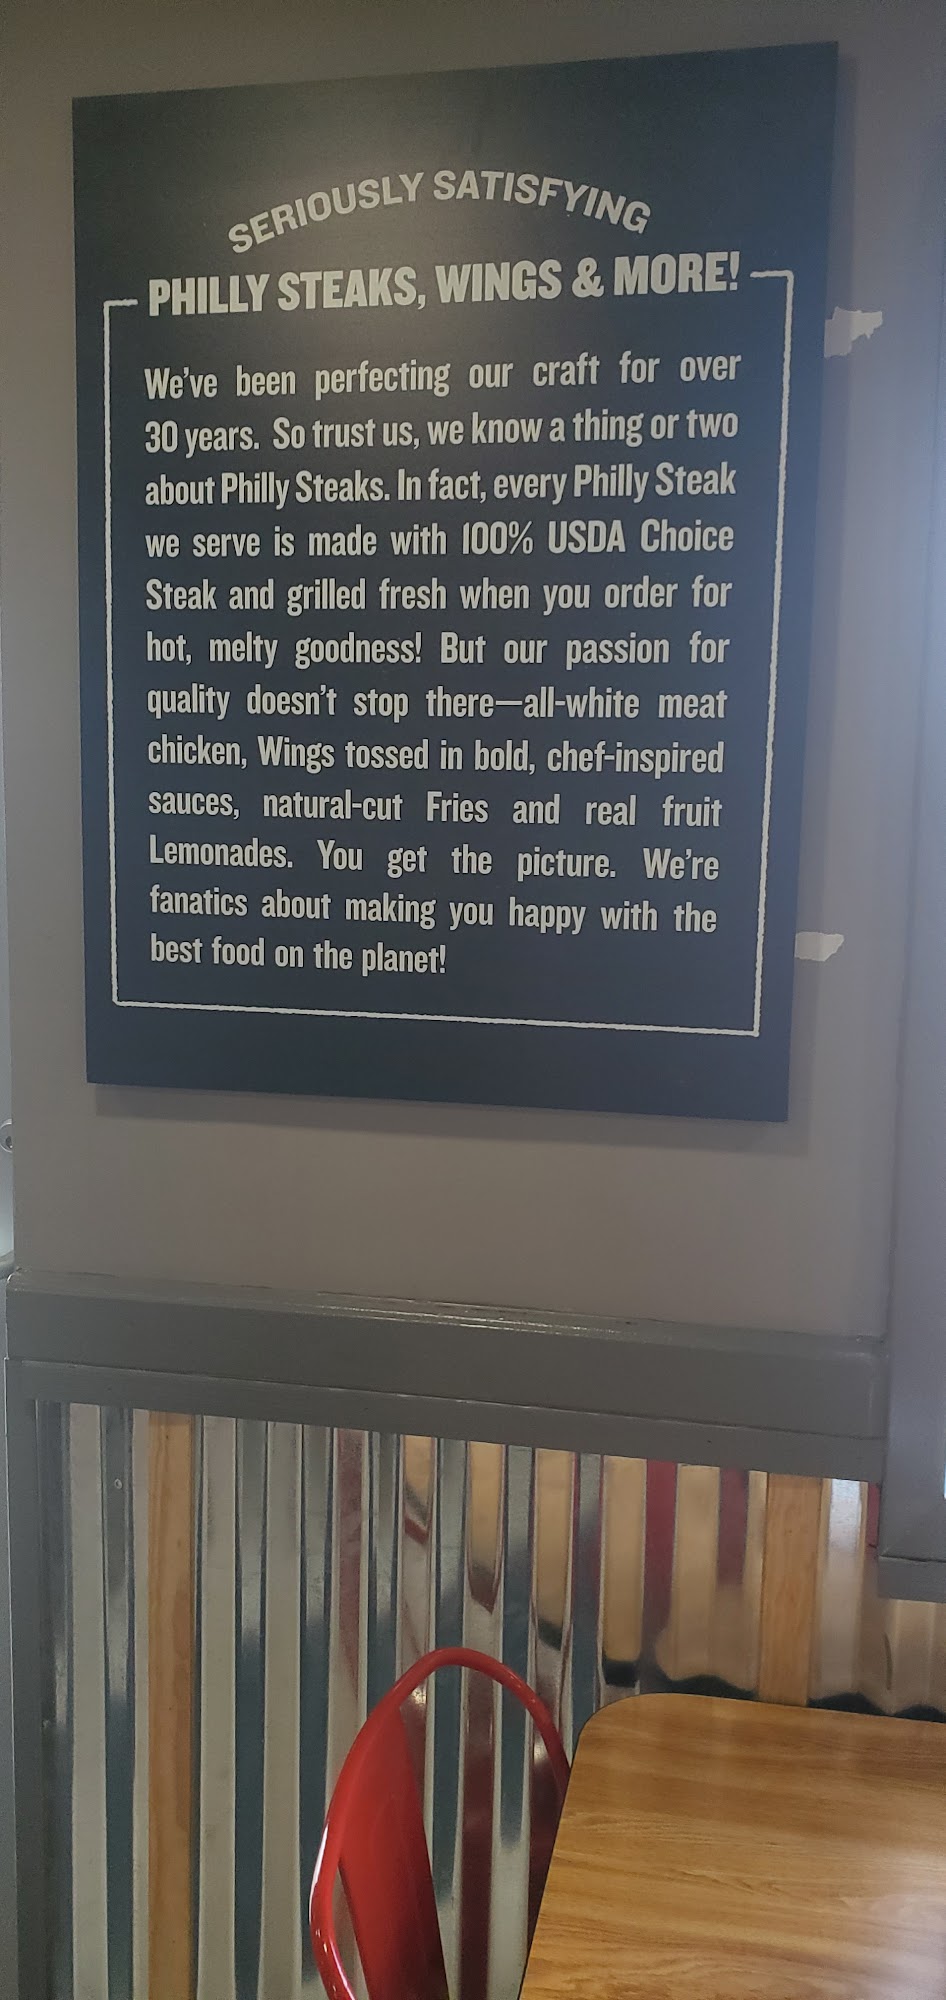 SERIOUSLY SATISFYING
PHILLY STEAKS, WINGS & MORE!
We've been perfecting our craft for over
30 years. So trust us, we know a thing or two
about Philly Steaks. In fact, every Philly Steak
we serve is made with 100% USDA Choice
Steak and grilled fresh when you order for
hot, melty goodness! But our passion for
quality doesn't stop there—all-white meat
chicken, Wings tossed in bold, chef-inspired
sauces, natural-cut Fries and real fruit
Lemonades. You get the picture. We're
fanatics about making you happy with the
best food on the planet!